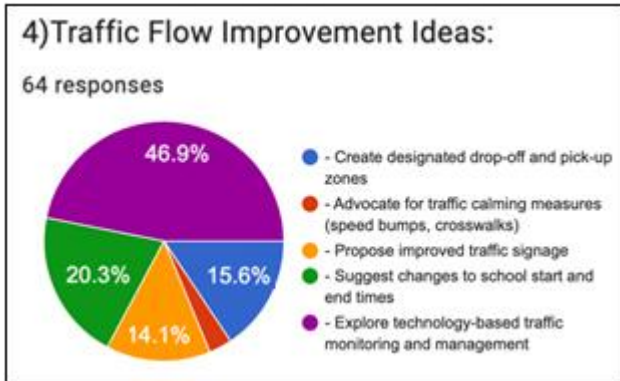 4)Traffic Flow Improvement Ideas:
64 responses
46.9%
20.3%
15.6%
14.1%
- Create designated drop-off and pick-up
zones
- Advocate for traffic calming measures
(speed bumps, crosswalks)
- Propose improved traffic signage
- Suggest changes to school start and
end times
- Explore technology-based traffic
monitoring and management